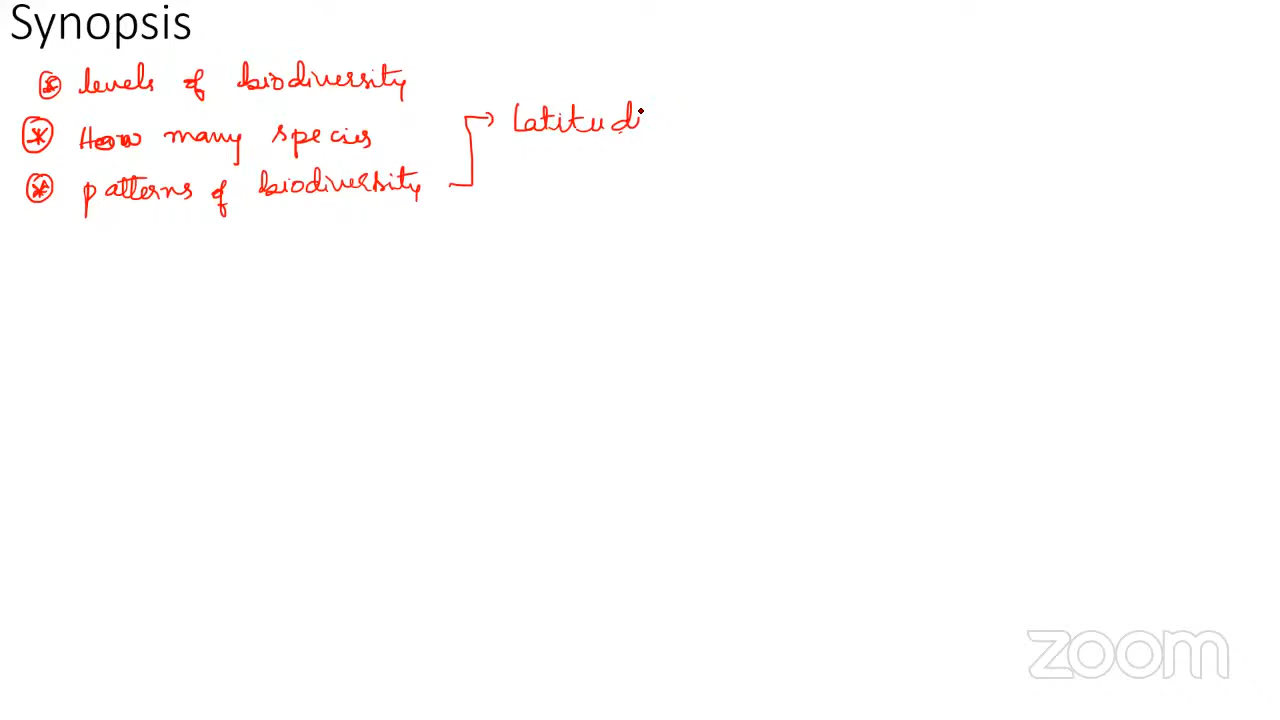 Synopsis
levels of biodiversity
How many species
patterns of biodiversity
Latitudi
zoom